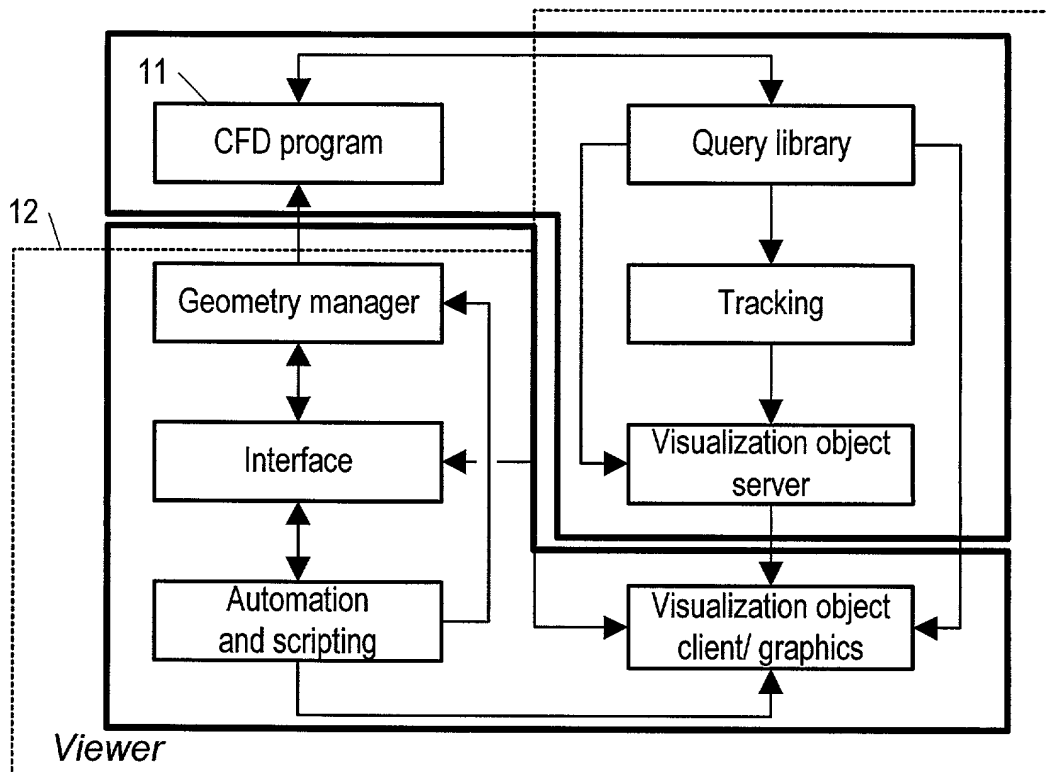 11
CFD program
Query library
12
Geometry manager
Tracking
Interface
Visualization object
server
Automation
and scripting
Visualization object
client/ graphics
Viewer